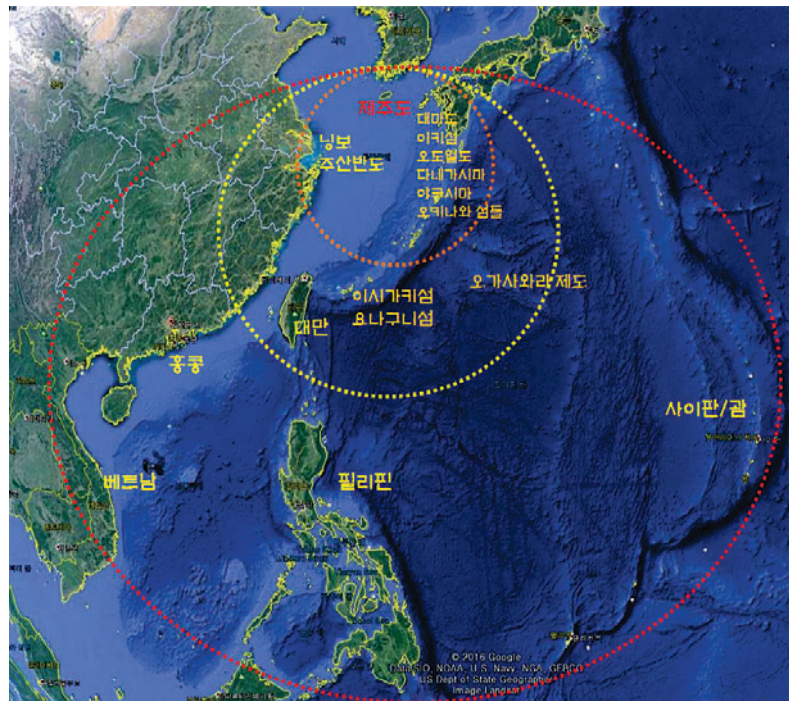 제주도
대마도
이키섬
오도열도
다네가시마
야쿠시마
오키나와 섬들
닝보
주산반도
오가사와라 제도
이시가키섬
요나구니섬
대만
홍콩
사이판/괌
베트남
필리핀
© 2016 Google
Data SIO, NOAA, U.S. Navy, NGA, GEBCO
US Dept of State Geographer
Image Landsat